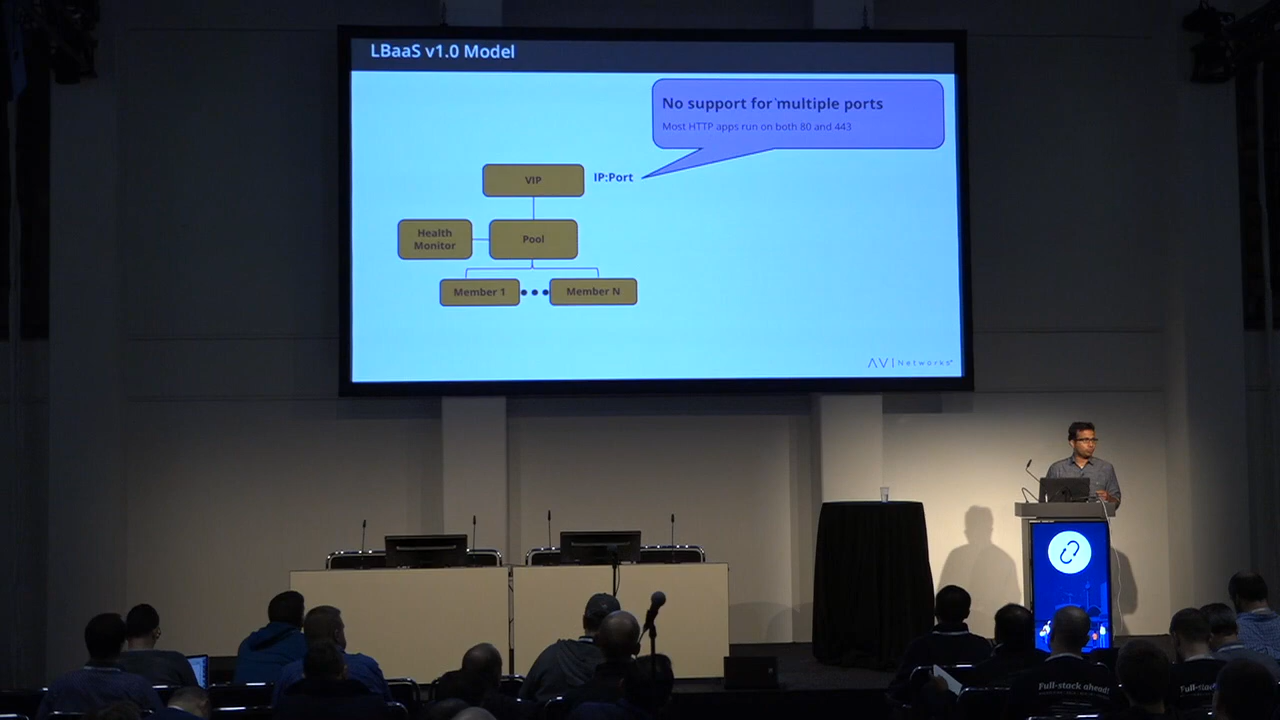 LBaaS v1.0 Model
No support for multiple ports
Most HTTP apps run on both 80 and 443
VIP
IP:Port
Health
Monitor
Pool
Member 1
Member N
AVI Networks
Full-stack ahead!
Full-stac